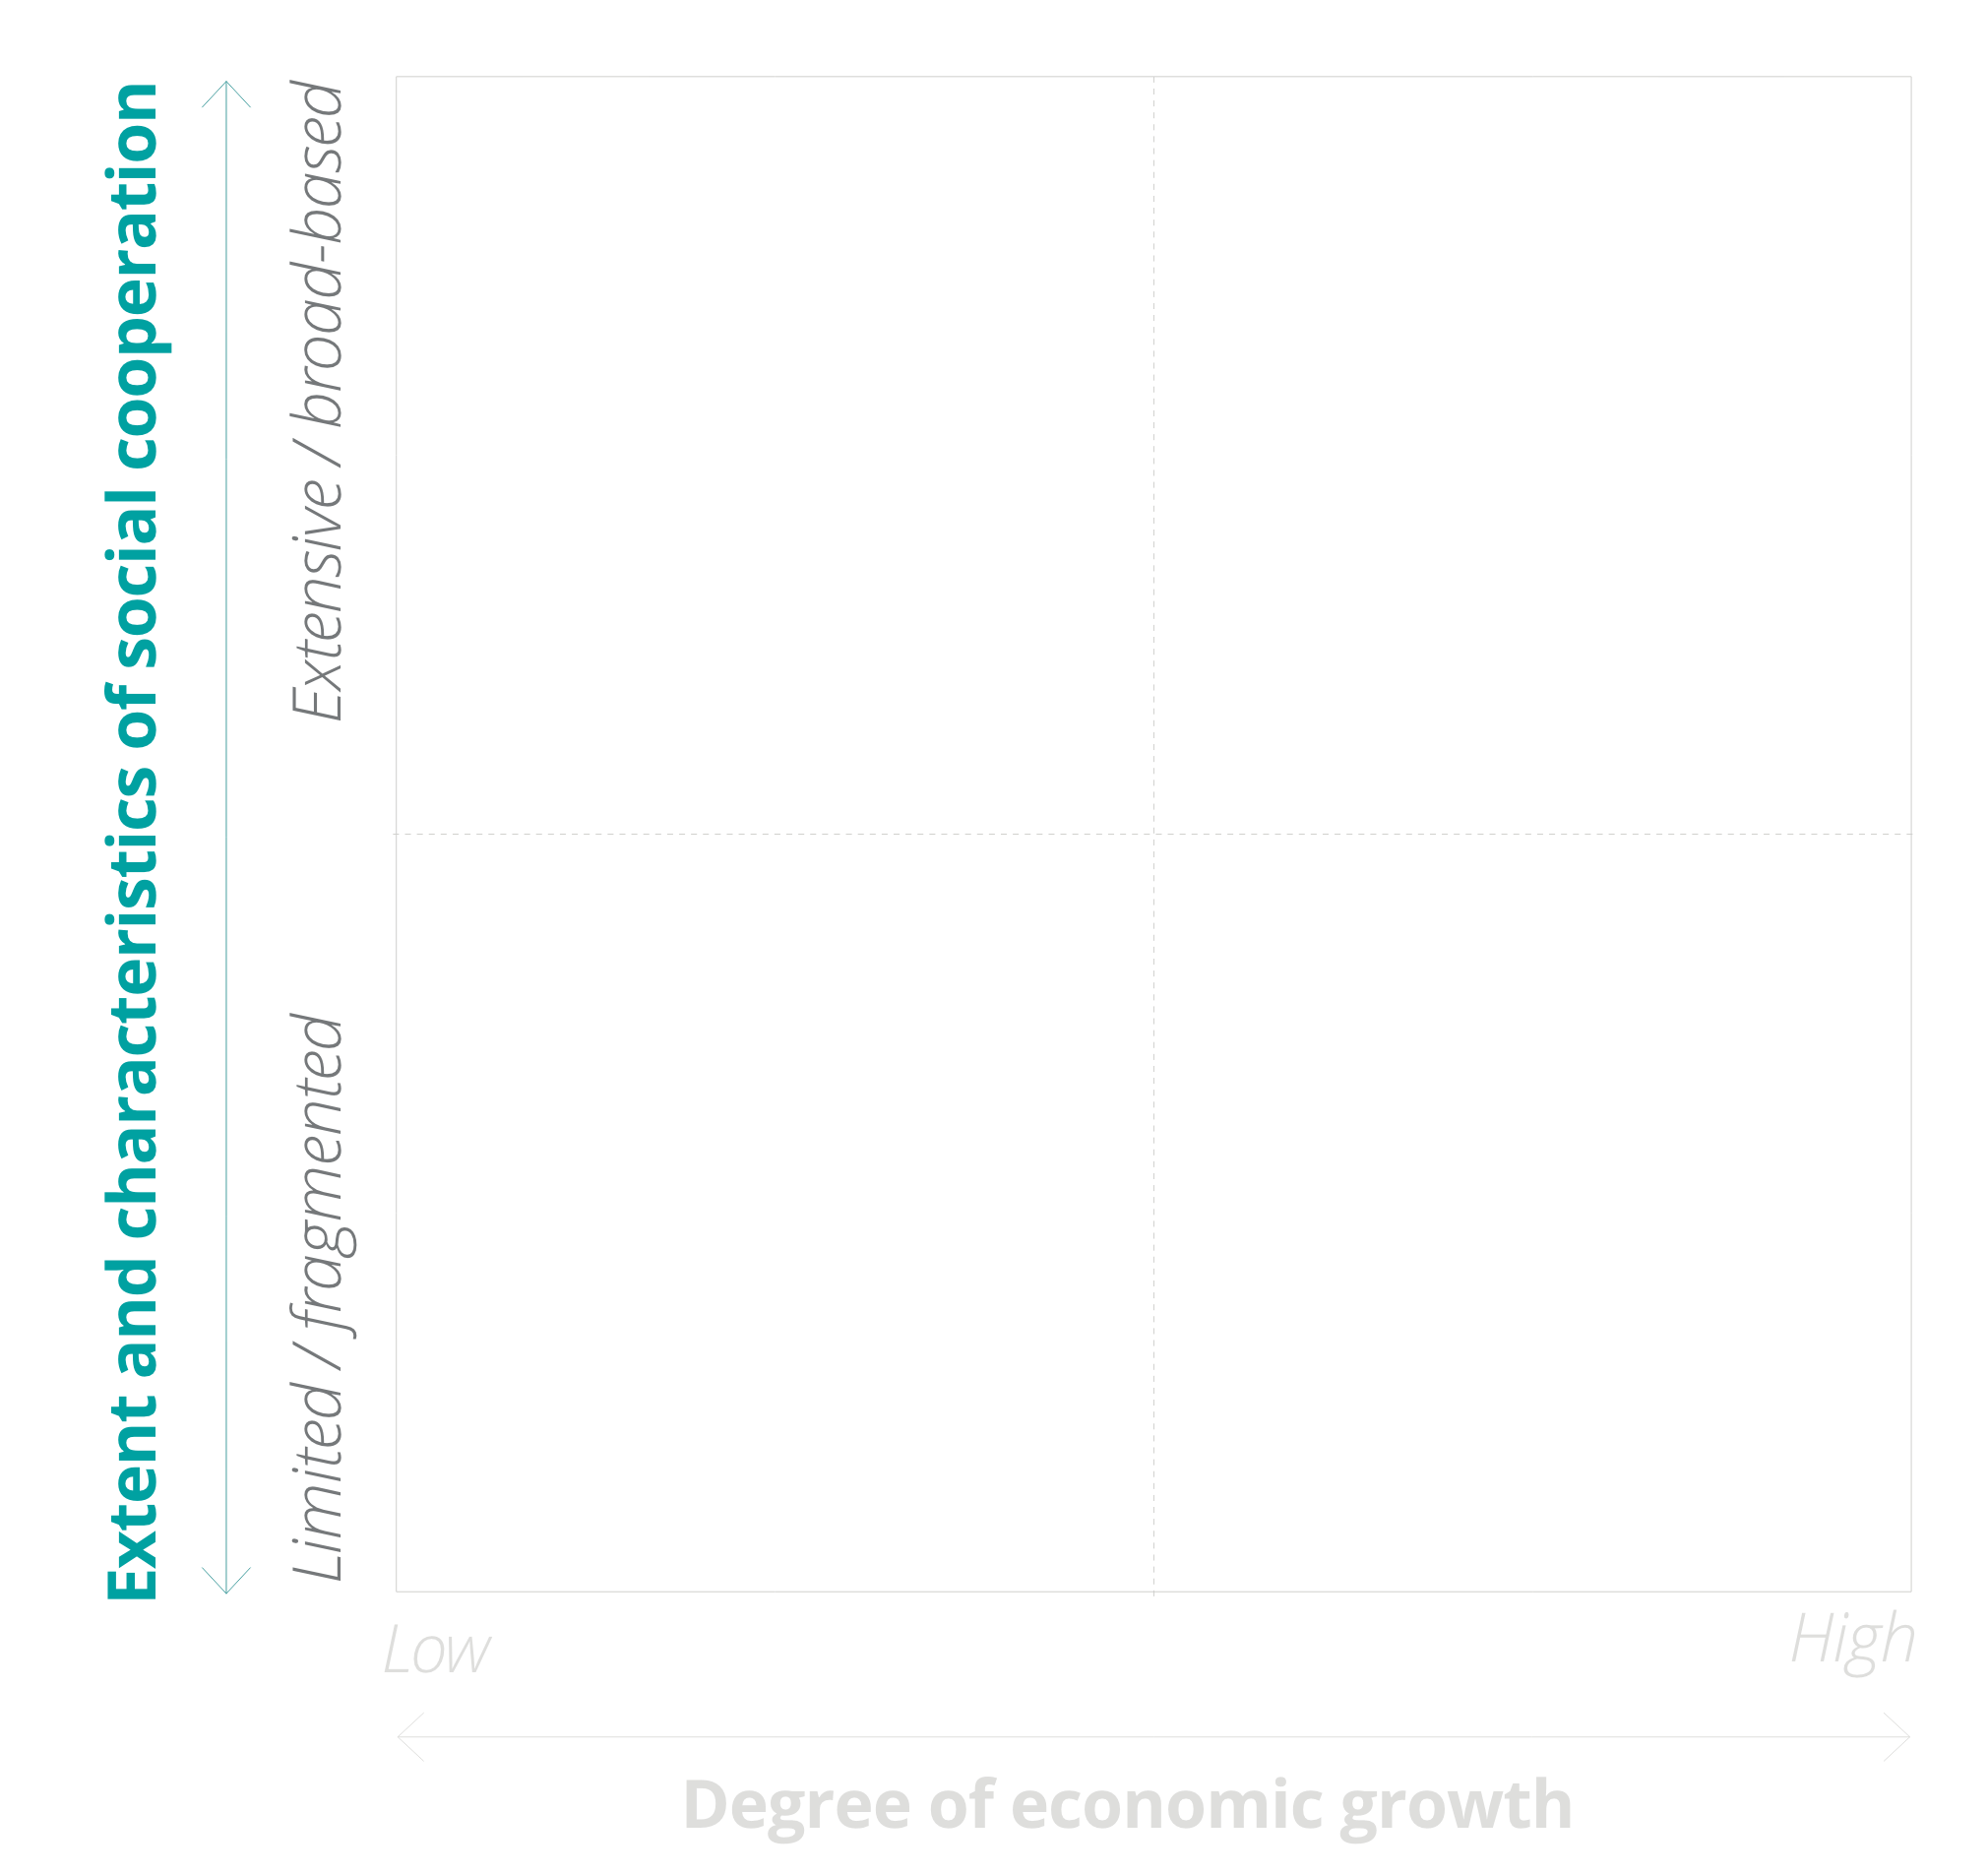 Extent and characteristics of social cooperation
Extensive / broad-based
Limited / fragmented
Low
High
Degree of economic growth